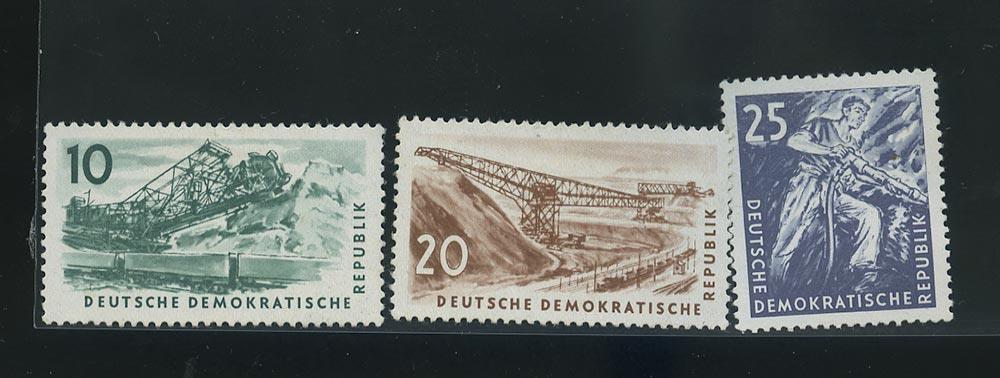 10
DEUTSCHE DEMOKRATISCHE
REPUBLIK
20
DEUTSCHE DEMOKRATISCHE
REPUBLIK
25
DEUTSCHE
DEMOKRATISCHE
REPUBLIK